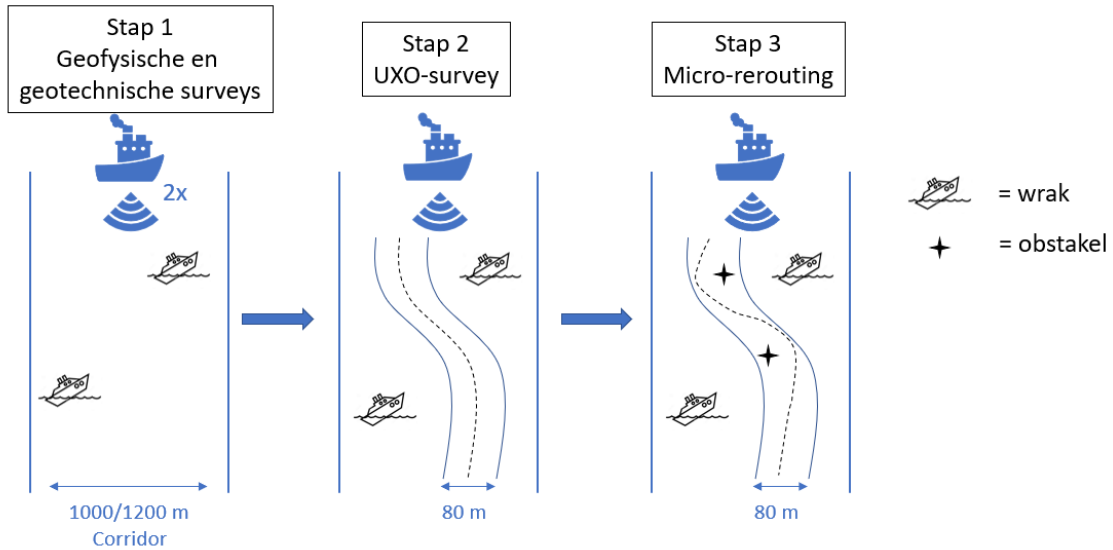 Stap 1
Geofysische en
geotechnische surveys
2x
1000/1200 m
Corridor
Stap 2
UXO-survey
80 m
Stap 3
Micro-rerouting
80 m
= wrak
= obstakel